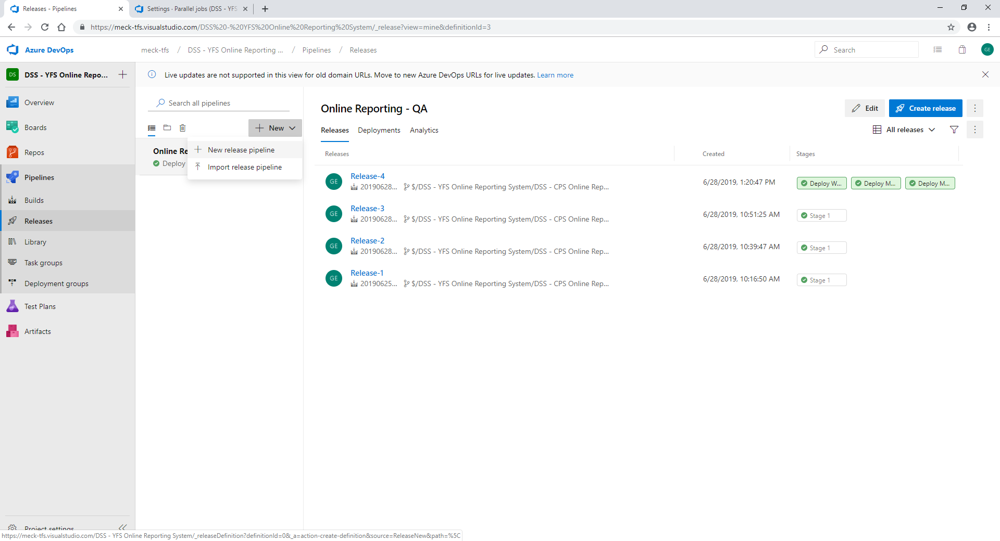 Releases - Pipelines
Settings · Parallel jobs (DSS - YFS
https://meck-tfs.visualstudio.com/DSS%20-%20YFS%20Online%20Reporting%20System/_release?view=mine&definitionId=3
Azure DevOps
meck-tfs / DSS - YFS Online Reporting ... / Pipelines / Releases
Search
GE
DS DSS - YFS Online Repo...
Live updates are not supported in this view for old domain URLs. Move to new Azure DevOps URLs for live updates. Learn more
Overview
Boards
Repos
Pipelines
Builds
Releases
Library
Task groups
Deployment groups
Test Plans
Artifacts
Project settings
Search all pipelines
New
New release pipeline
Import release pipeline
Online Re
Deploy
Online Reporting - QA
Edit
Create release
Releases
Deployments
Analytics
All releases
Releases
Created
Stages
GE Release-4
20190628... $/DSS - YFS Online Reporting System/DSS - CPS Online Rep...
6/28/2019, 1:20:47 PM
Deploy W... Deploy M... Deploy M...
GE Release-3
20190628... $/DSS - YFS Online Reporting System/DSS - CPS Online Rep...
6/28/2019, 10:51:25 AM
Stage 1
GE Release-2
20190628... $/DSS - YFS Online Reporting System/DSS - CPS Online Rep...
6/28/2019, 10:39:47 AM
Stage 1
GE Release-1
20190625... $/DSS - YFS Online Reporting System/DSS - CPS Online Rep...
6/28/2019, 10:16:50 AM
Stage 1
https://meck-tfs.visualstudio.com/DSS - YFS Online Reporting System/_releaseDefinition?definitionId=0&_a=action-create-definition&source=ReleaseNew&path=%5C